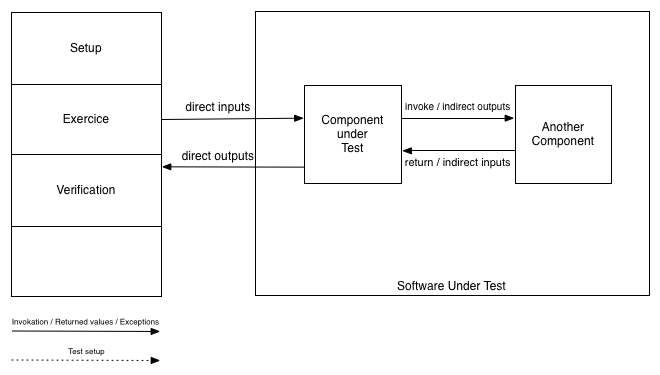 Setup
Exercice
Verification
direct inputs
direct outputs
Component
under
Test
invoke / indirect outputs
return / indirect inputs
Another
Component
Software Under Test
Invokation / Returned values / Exceptions
Test setup